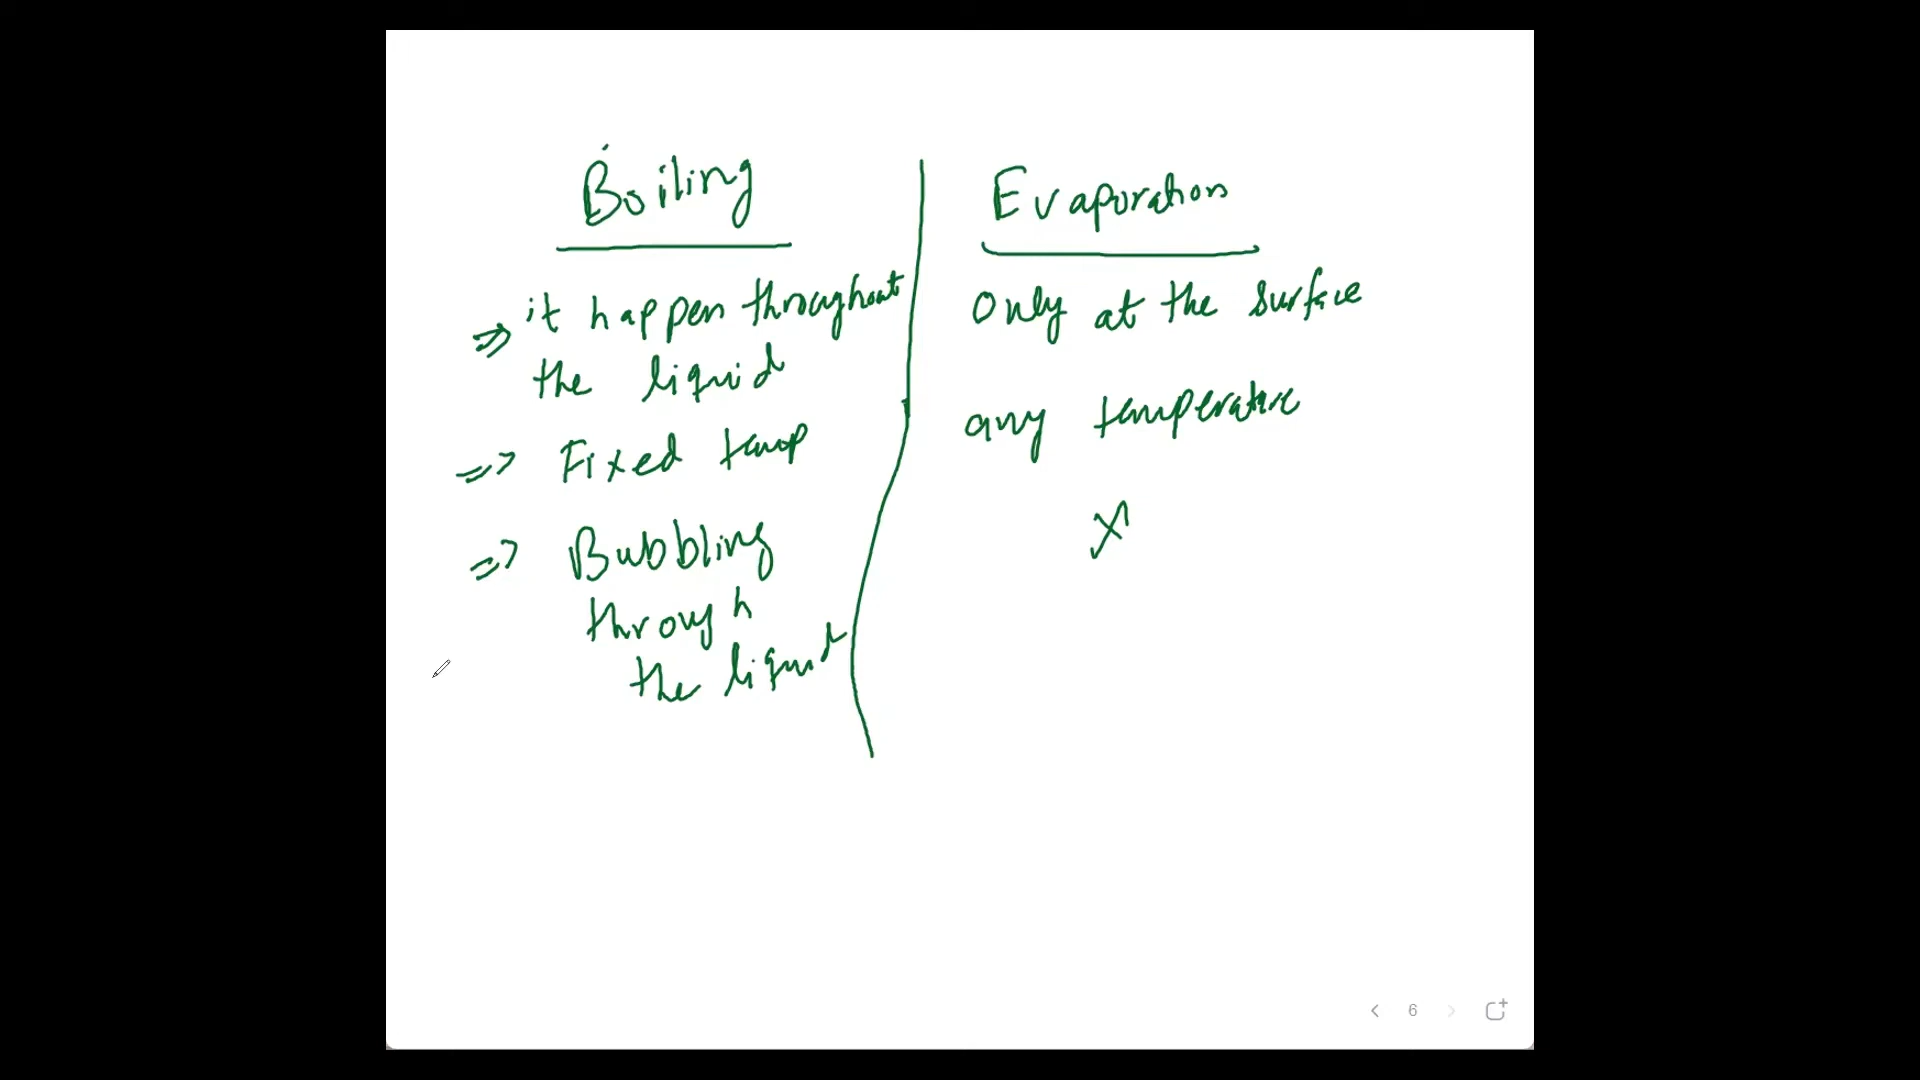 Boiling
it happen throughout
the liquid
Fixed temp
Bubbling
through
the liquid
Evaporation
Only at the surface
any temperature
X
6